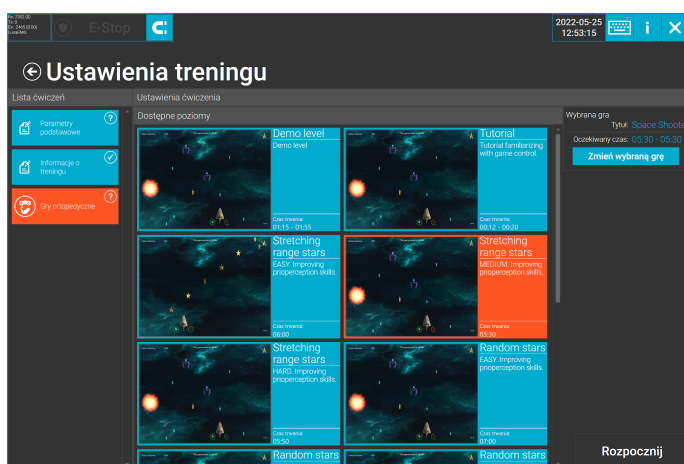 E-Stop
2022-05-25
12:53:15
Ustawienia treningu
Lista ćwiczeń
Ustawienia ćwiczenia
Parametry
podstawowe
Informacje o
treningu
Gry ortopedyczne
Dostępne poziomy
Demo level
Demo level
Czas trwania:
01:15 - 01:55
Tutorial
Tutorial familiarizing
with game control.
Czas trwania:
00:12 - 00:20
Stretching
range stars
EASY. Improving
prioperception skills.
Czas trwania:
06:00
Stretching
range stars
MEDIUM. Improving
prioperception skills.
Czas trwania:
05:30
Stretching
range stars
HARD. Improving
prioperception skills.
Czas trwania:
05:50
Random stars
EASY. Improving
prioperception skills.
Czas trwania:
07:00
Random stars
Random stars
Wybrana gra
Tytuł: Space Shoote
Oczekiwany czas: 05:30 - 05:30
Zmień wybraną grę
Rozpocznij